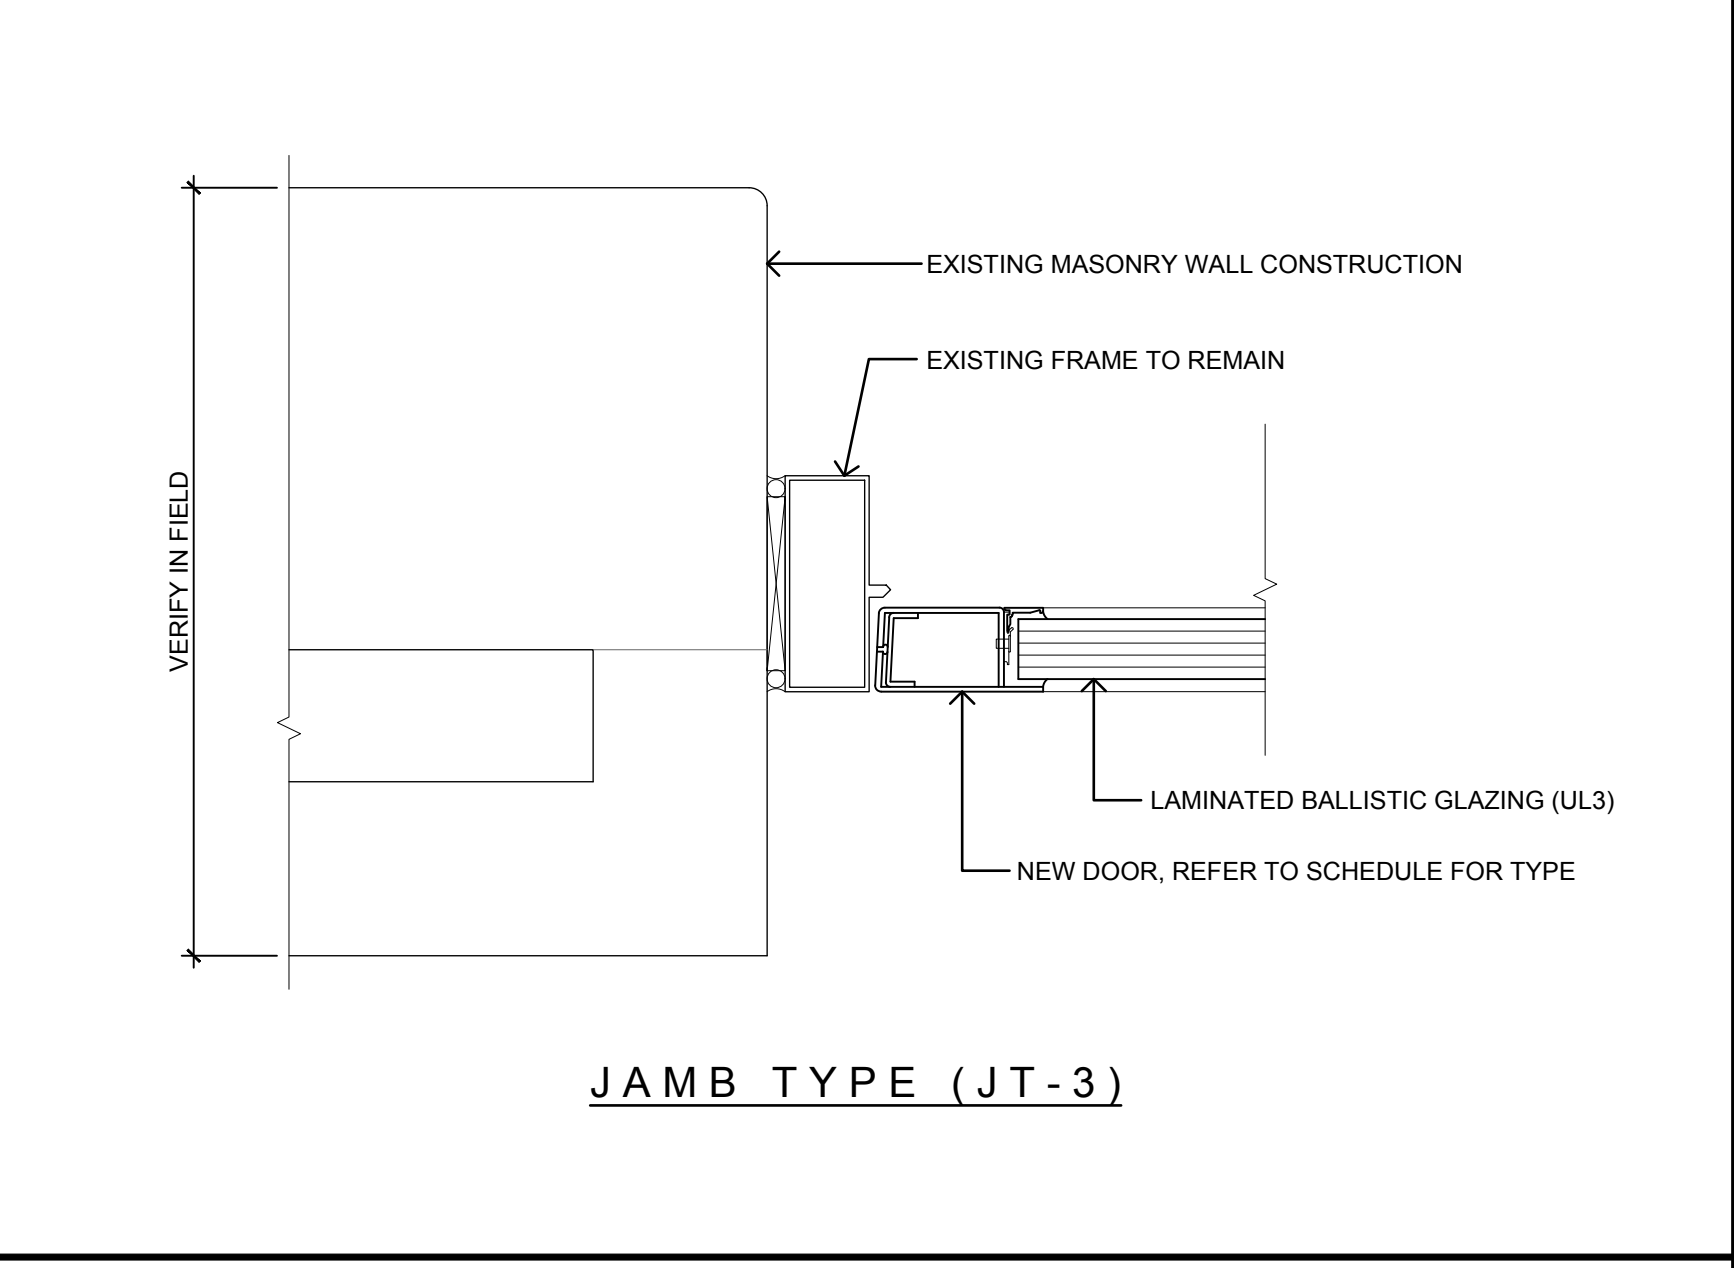 EXISTING MASONRY WALL CONSTRUCTION
EXISTING FRAME TO REMAIN
VERIFY IN FIELD
LAMINATED BALLISTIC GLAZING (UL3)
NEW DOOR, REFER TO SCHEDULE FOR TYPE
JAMB TYPE (JT-3)